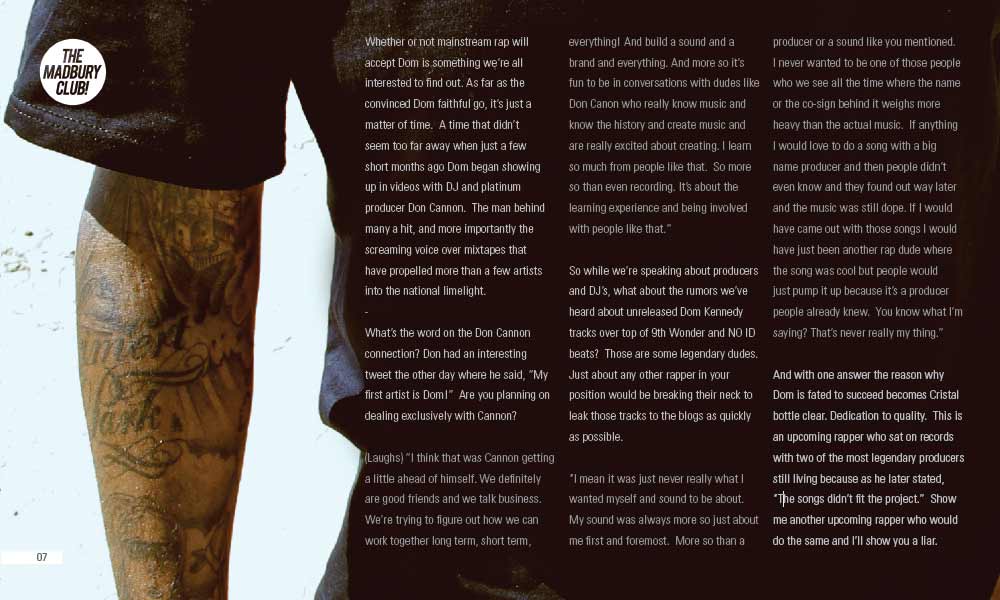 THE
MADBURY
CLUB!
Whether or not mainstream rap will
accept Dom is something we're all
interested to find out. As far as the
convinced Dom faithful go, it's just a
matter of time.  A time that didn't
seem too far away when just a few
short months ago Dom began showing
up in videos with DJ and platinum
producer Don Cannon.  The man behind
many a hit, and more importantly the
screaming voice over mixtapes that
have propelled more than a few artists
into the national limelight.
-
What's the word on the Don Cannon
connection? Don had an interesting
tweet the other day where he said, "My
first artist is Dom!"  Are you planning on
dealing exclusively with Cannon?
(Laughs) "I think that was Cannon getting
a little ahead of himself. We definitely
are good friends and we talk business.
We're trying to figure out how we can
work together long term, short term,
everything! And build a sound and a
brand and everything. And more so it's
fun to be in conversations with dudes like
Don Canon who really know music and
know the history and create music and
are really excited about creating. I learn
so much from people like that.  So more
so than even recording. It's about the
learning experience and being involved
with people like that."
So while we're speaking about producers
and DJ's, what about the rumors we've
heard about unreleased Dom Kennedy
tracks over top of 9th Wonder and NO ID
beats?  Those are some legendary dudes.
Just about any other rapper in your
position would be breaking their neck to
leak those tracks to the blogs as quickly
as possible.
"I mean it was just never really what I
wanted myself and sound to be about.
My sound was always more so just about
me first and foremost.  More so than a
producer or a sound like you mentioned.
I never wanted to be one of those people
who we see all the time where the name
or the co-sign behind it weighs more
heavy than the actual music.  If anything
I would love to do a song with a big
name producer and then people didn't
even know and they found out way later
and the music was still dope. If I would
have came out with those songs I would
have just been another rap dude where
the song was cool but people would
just pump it up because it's a producer
people already knew.  You know what I'm
saying? That's never really my thing."
And with one answer the reason why
Dom is fated to succeed becomes Cristal
bottle clear. Dedication to quality.  This is
an upcoming rapper who sat on records
with two of the most legendary producers
still living because as he later stated,
"The songs didn't fit the project."  Show
me another upcoming rapper who would
do the same and I'll show you a liar.
07